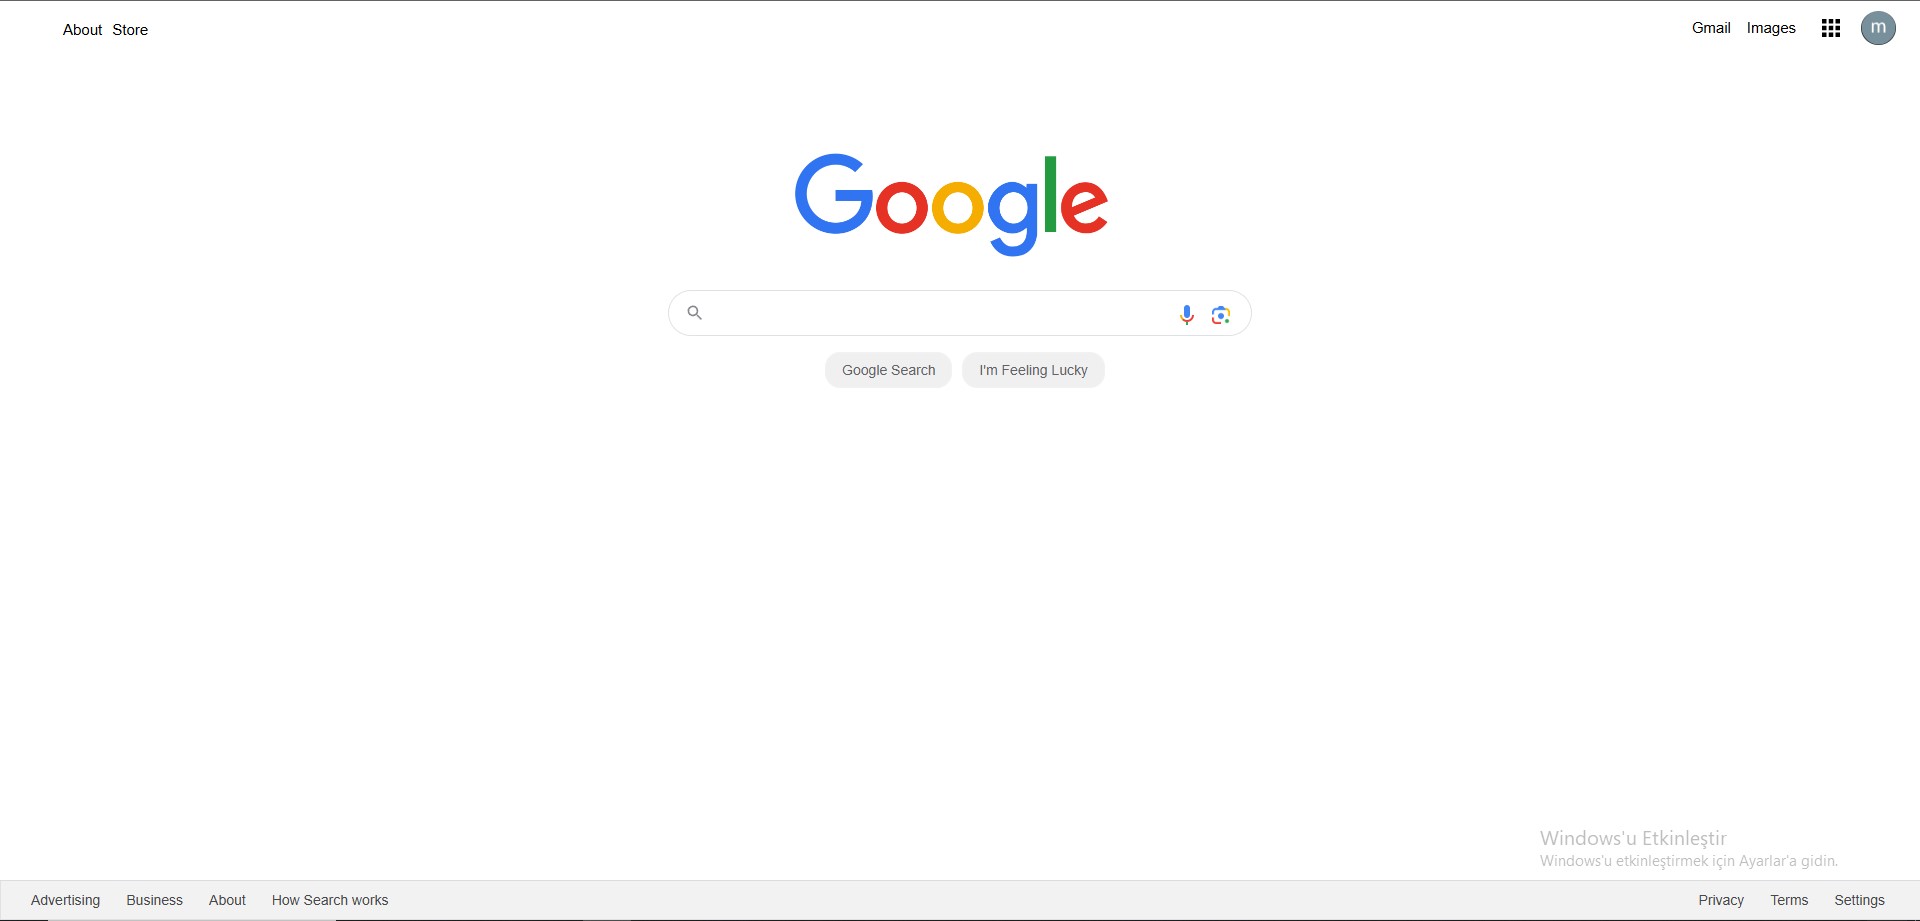 About Store
Gmail Images
m
Google
Google Search I'm Feeling Lucky
Windows'u Etkinleştir
Windows'u etkinleştirmek için Ayarlar'a gidin.
Advertising Business About How Search works
Privacy Terms Settings